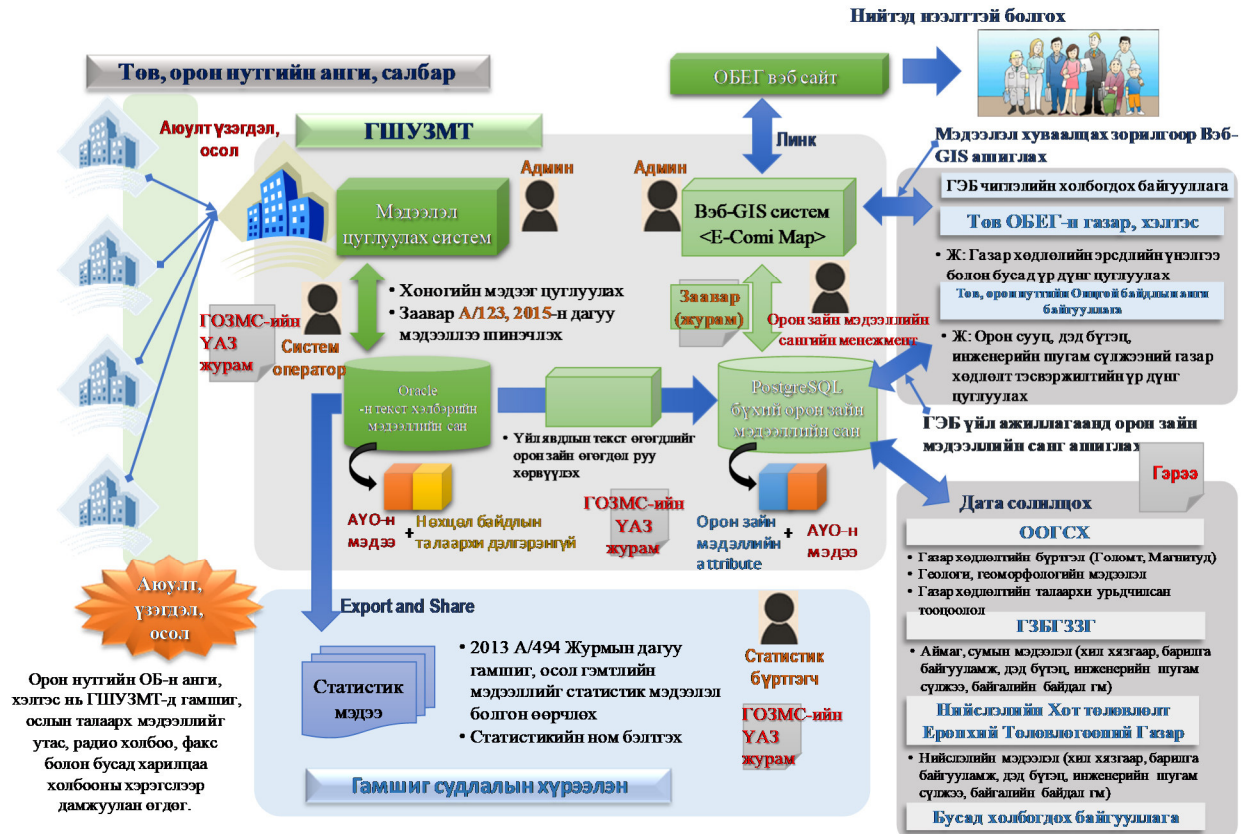 Нийтэд нээлттэй болгох
Төв, орон нутгийн анги, салбар
ОБЕГ вэб сайт
Аюулт үзэгдэл,
осол
ГШУЗМТ
Линк
Мэдээлэл хуваалцах зорилгоор Вэб-
GIS ашиглах
Админ
Админ
Мэдээлэл
цуглуулах систем
Вэб-GIS систем
<E-Comi Map>
ГЭБ чиглэлийн холбогдох байгууллага
Төв ОБЕГ-н газар, хэлтэс
• Ж: Газар хөдлөлийн эрсдлийн үнэлгээ
болон бусад үр дүнг цуглуулах
Төв, орон нутгийн Онцгой байдлын анги
байгууллага
• Ж: Орон сууц, дэд бүтэц,
инженерийн шугам сүлжээний газар
хөдлөлт тэсвэржилтийн үр дүнг
цуглуулах
• Хоногийн мэдээг цуглуулах
• Заавар А/123, 2015-н дагуу
мэдээллээ шинэчлэх
ГОЗМС-ийн
ҮАЗ
журам
Систем
оператор
Заавар
(журам)
Орон зайн мэдээллийн
сангийн менежмент
Oracle
-н текст хэлбэрийн
мэдээллийн сан
PostgreSQL
бүхий орон зайн
мэдээллийн сан
• Үйл явдлын текст өгөгдлийг
орон зайн өгөгдөл руу
хөрвүүлэх
ГЭБ үйл ажиллагаанд орон зайн
мэдээллийн санг ашиглах
Гэрээ
АҮО-н
мэдээ
+
Нөхцөл байдлын
талаархи дэлгэрэнгүй
ГОЗМС-ийн
ҮАЗ
журам
Орон зайн
мэдэллийн
attribute
+
АҮО-н
мэдээ
Дата солилцох
ООГСХ
• Газар хөдлөлтийн бүртгэл (Голомт, Магнитуд)
• Геологи, геоморфологийн мэдээлэл
• Газар хөдлөлтийн талаархи урьдчилсан
тооцоолол
ГЗБГЗЗГ
• Аймаг, сумын мэдээлэл (хил хязгаар, барилга
байгууламж, дэд бүтэц, инженерийн шугам
сүлжээ, байгалийн байдал гм)
Нийслэлийн Хот төлөвлөлт
Ерөнхий Төлөвлөгөөний Газар
• Нийслэлийн мэдээлэл (хил хязгаар, барилга
байгууламж, дэд бүтэц, инженерийн шугам
сүлжээ, байгалийн байдал гм)
Бусад холбогдох байгууллага
Аюулт,
үзэгдэл,
осол
Орон нутгийн ОБ-н анги,
хэлтэс нь ГШУЗМТ-д гамшиг,
ослын талаарх мэдээллийг
утас, радио холбоо, факс
болон бусад харилцаа
холбооны хэрэгслээр
дамжуулан өгдөг.
Export and Share
Статистик
мэдээ
• 2013 А/494 Журмын дагуу
гамшиг, осол гэмтлийн
мэдээллийг статистик мэдээлэл
болгон өөрчлөх
• Статистикийн ном бэлтгэх
Статистик
бүртгэгч
ГОЗМС-ийн
ҮАЗ
журам
Гамшиг судлалын хүрээлэн